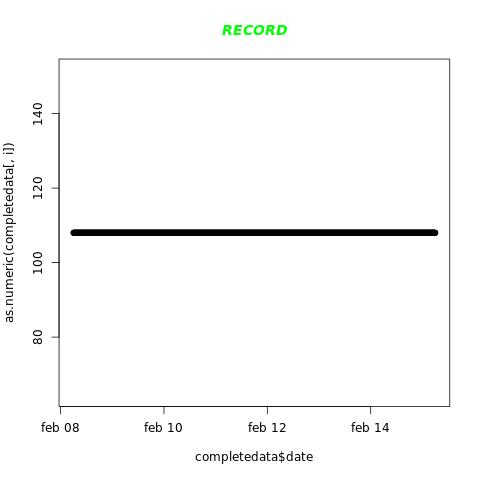 RECORD
as.numeric(completedata[, i])
140
120
100
80
feb 08 feb 10 feb 12 feb 14
completedata$date